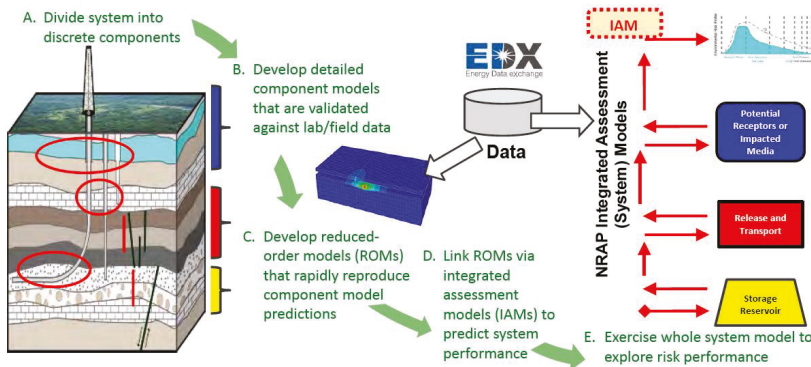 A. Divide system into
discrete components
B. Develop detailed
component models
that are validated
against lab/field data
C. Develop reduced-
order models (ROMs)
that rapidly reproduce
component model
predictions
D. Link ROMs via
integrated
assessment
models (IAMs) to
predict system
performance
E. Exercise whole system model to
explore risk performance
EDX
Energy Data eXchange
Data
NRAP Integrated Assessment
(System) Models
IAM
Potential
Receptors or
Impacted
Media
Release and
Transport
Storage
Reservoir